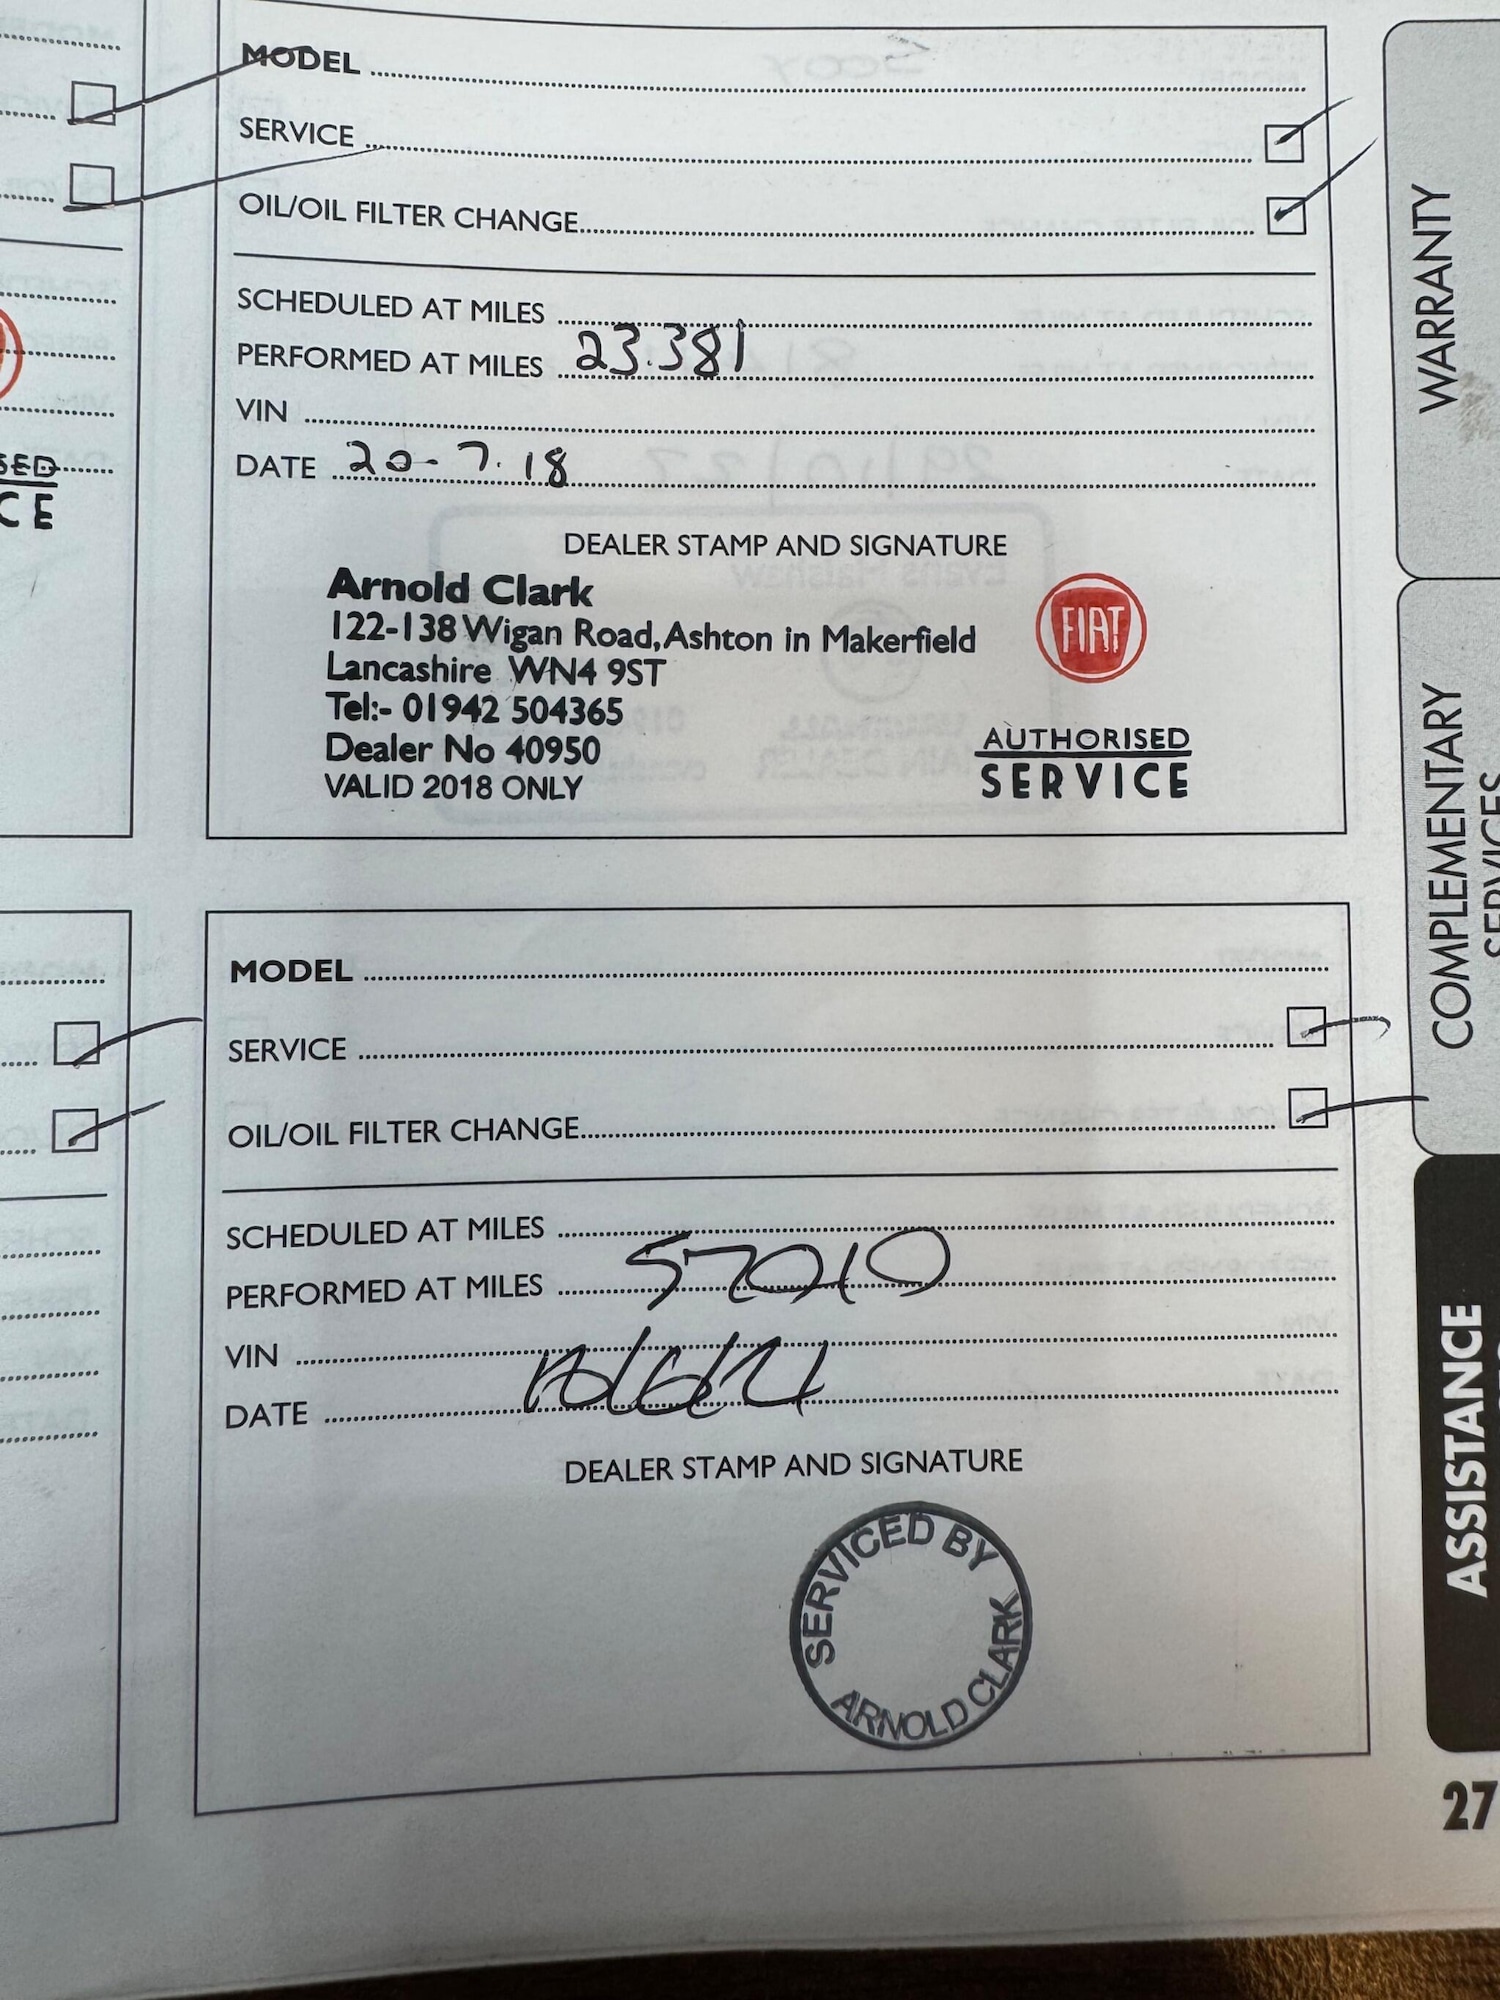 MODEL
SERVICE
OIL/OIL FILTER CHANGE
SCHEDULED AT MILES
PERFORMED AT MILES 23.381
VIN
DATE 20-7.18
DEALER STAMP AND SIGNATURE
Arnold Clark
122-138 Wigan Road, Ashton in Makerfield
Lancashire WN4 9ST
Tel:- 01942 504365
Dealer No 40950
VALID 2018 ONLY
FIAT
AUTHORISED
SERVICE
MODEL
SERVICE
OIL/OIL FILTER CHANGE
SCHEDULED AT MILES
PERFORMED AT MILES 57010
VIN
DATE
DEALER STAMP AND SIGNATURE
SERVICED BY
ARNOLD CLARK
WARRANTY
COMPLEMENTARY
SERVICES
ASSISTANCE
27